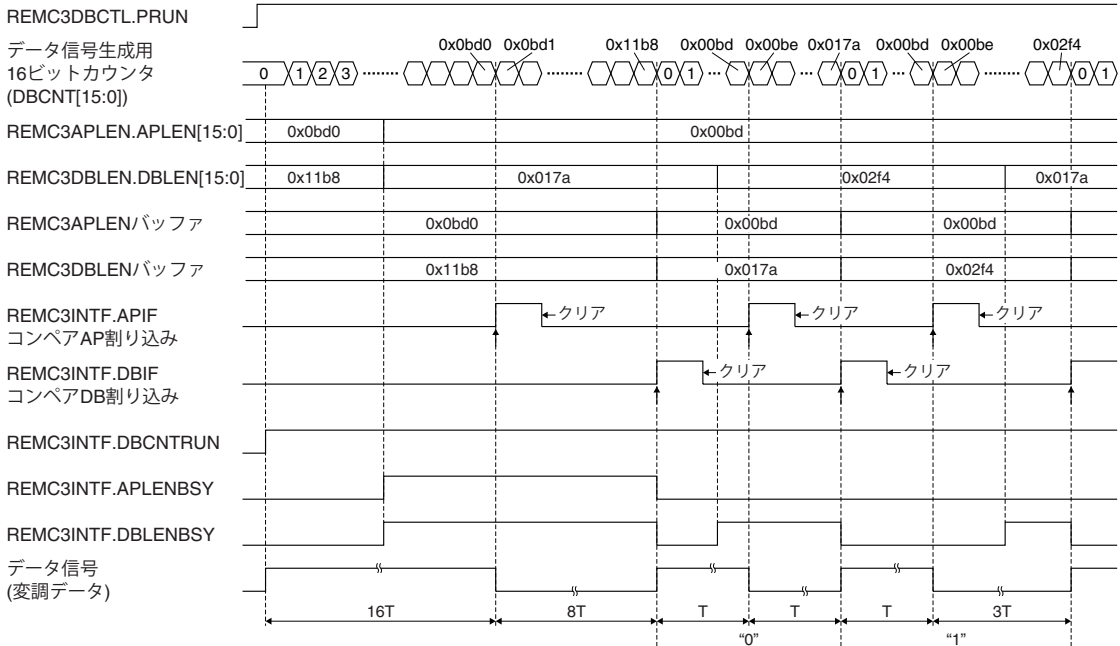 REMC3DBCTL.PRUN
データ信号生成用
16ビットカウンタ
(DBCNT[15:0])
0x0bd0 0x0bd1 0x11b8 0x00bd 0x00be 0x017a 0x00bd 0x00be 0x02f4
0 1 2 3 0 1 0 1 0 1
REMC3APLEN.APLEN[15:0] 0x0bd0 0x00bd
REMC3DBLEN.DBLEN[15:0] 0x11b8 0x017a 0x02f4 0x017a
REMC3APLENバッファ 0x0bd0 0x00bd 0x00bd
REMC3DBLENバッファ 0x11b8 0x017a 0x02f4
REMC3INTF.APIF
コンペアAP割り込み
クリア クリア クリア
REMC3INTF.DBIF
コンペアDB割り込み
クリア クリア
REMC3INTF.DBCNTRUN
REMC3INTF.APLENBSY
REMC3INTF.DBLENBSY
データ信号
(変調データ)
16T 8T T T T 3T
“0” “1”